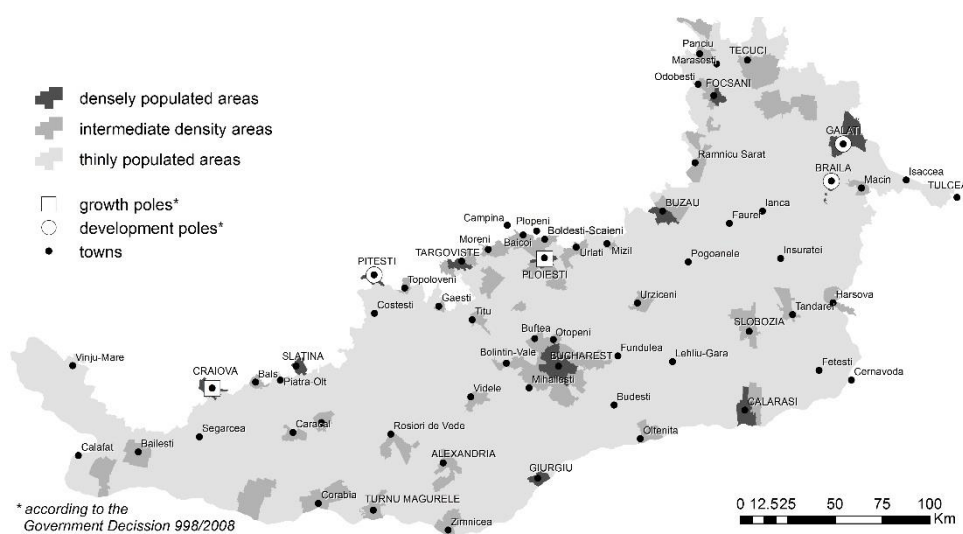 densely populated areas
intermediate density areas
thinly populated areas
growth poles*
development poles*
towns
Panciu
TECUCI
Marasosti
Odobesti
FOCSANI
GALATI
Ramnicu Sarat
BRAILA
Macin
Isaccea
TULCEA
BUZAU
Ianca
Faurei
Campina
Plopeni
Boldesti-Scaieni
Baicoi
Moreni
Urlati
Mizil
TARGOVISTE
PLOIESTI
Pogoanele
Insuratei
PITESTI
Topoloveni
Costesti
Gaesti
Titu
Urziceni
Harsova
Tandarei
SLOBOZIA
Buftea
Otopeni
Bolintin-Vale
BUCHAREST
Fundulea
Lehliu-Gara
Fetesti
Cernavoda
Vinju-Mare
SLATINA
CRAIOVA
Bals
Piatra-Olt
Mihailesti
Videle
Budesti
CALARASI
Segarcea
Caracal
Rosiori de Vede
Oltenita
Calafat
Bailesti
ALEXANDRIA
GIURGIU
Corabia
TURNU MAGURELE
Zimnicea
* according to the
Government Decission 998/2008
0 12.525 50 75 100
Km